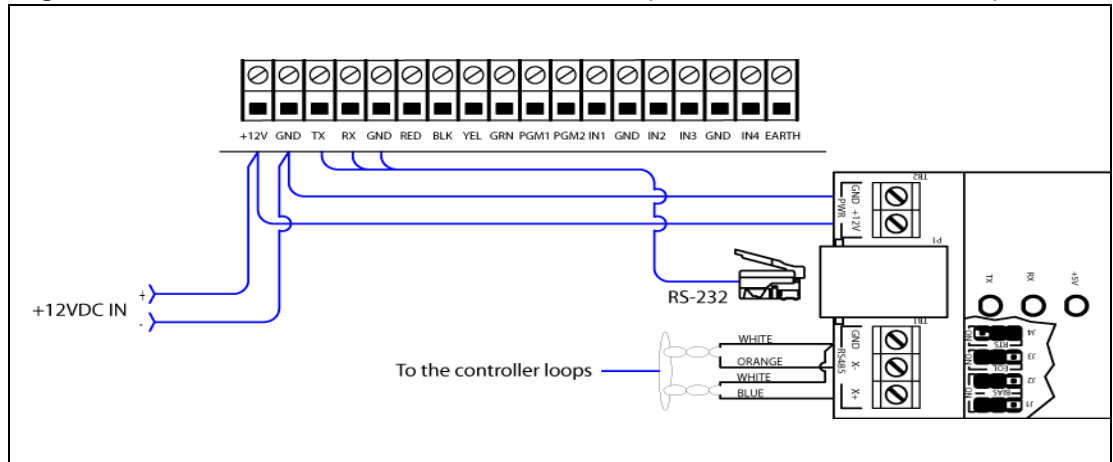 +12V GND TX RX GND RED BLK YEL GRN PGM1 PGM2 IN1 GND IN2 IN3 GND IN4 EARTH
TB2
GND +12V
PWR
P1
+12VDC IN
+
-
RS-232
TX
RX
+5V
TB1
GND
X-
X+
RS485
WHITE
ORANGE
WHITE
BLUE
To the controller loops
ON
J4
RTS
J3
EOL
J2
ON
BIAS
J1